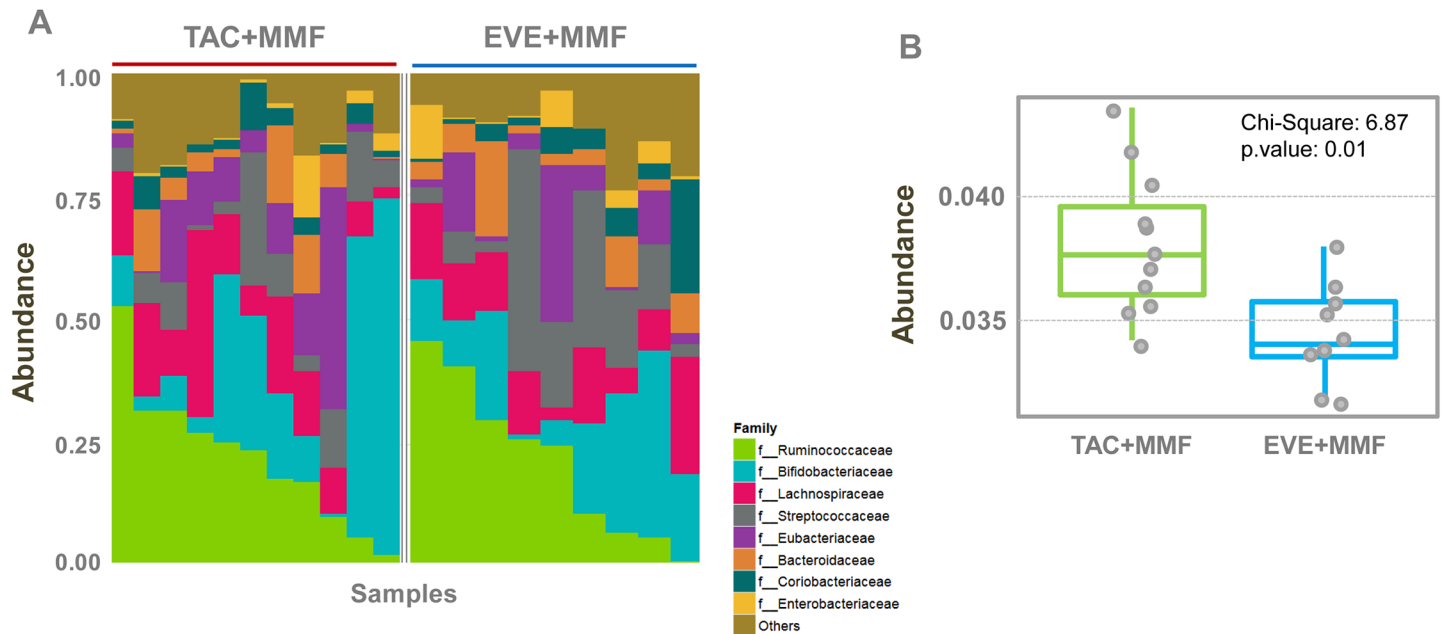 A
TAC+MMF
EVE+MMF
1.00
0.75
0.50
0.25
0.00
Abundance
Samples
Family
f__Ruminococcaceae
f__Bifidobacteriaceae
f__Lachnospiraceae
f__Streptococcaceae
f__Eubacteriaceae
f__Bacteroidaceae
f__Coriobacteriaceae
f__Enterobacteriaceae
Others
B
Chi-Square: 6.87
p.value: 0.01
0.040
0.035
Abundance
TAC+MMF
EVE+MMF